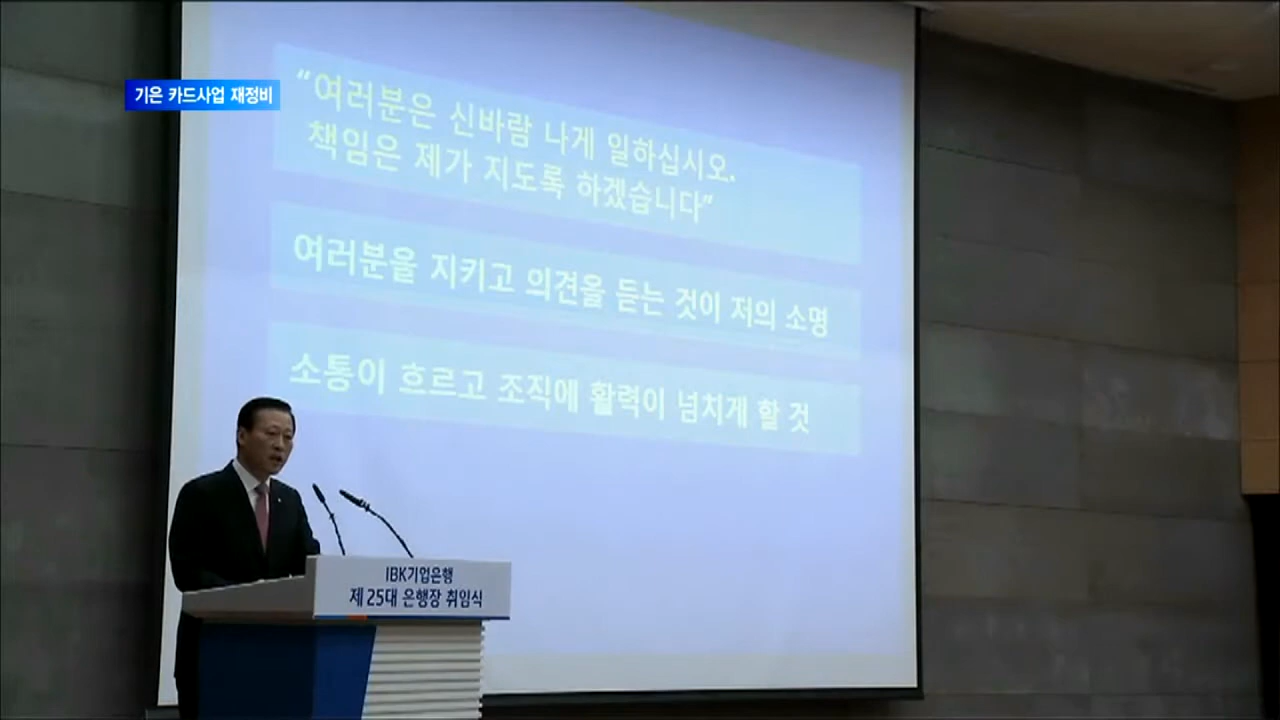 기은 카드사업 재정비
“여러분은 신바람 나게 일하십시오.
책임은 제가 지도록 하겠습니다”
여러분을 지키고 의견을 듣는 것이 저의 소명
소통이 흐르고 조직에 활력이 넘치게 할 것
IBK기업은행
제25대 은행장 취임식